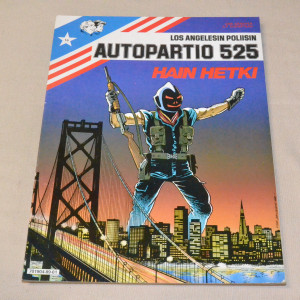 LOS ANGELESIN POLIISIN
AUTOPARTIO 525
HAIN HETKI